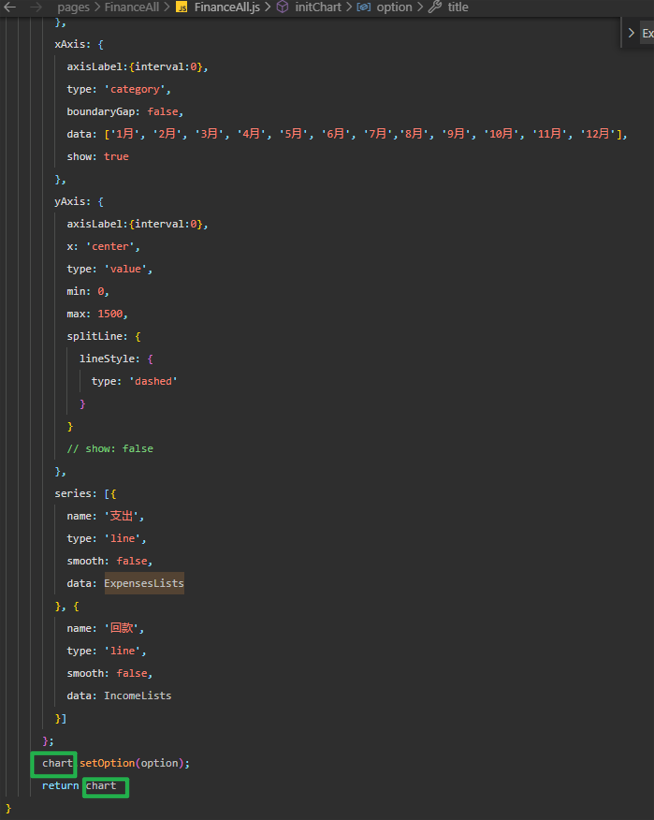 pages > FinanceAll > JS FinanceAll.js > initChart > option > title
},
Ex
xAxis: {
axisLabel:{interval:0},
type: 'category',
boundaryGap: false,
data: ['1月', '2月', '3月', '4月', '5月', '6月', '7月','8月', '9月', '10月', '11月', '12月'],
show: true
},
yAxis: {
axisLabel:{interval:0},
x: 'center',
type: 'value',
min: 0,
max: 1500,
splitLine: {
lineStyle: {
type: 'dashed'
}
}
// show: false
},
series: [{
name: '支出',
type: 'line',
smooth: false,
data: ExpensesLists
}, {
name: '回款',
type: 'line',
smooth: false,
data: IncomeLists
}]
};
chart.setOption(option);
return chart
}